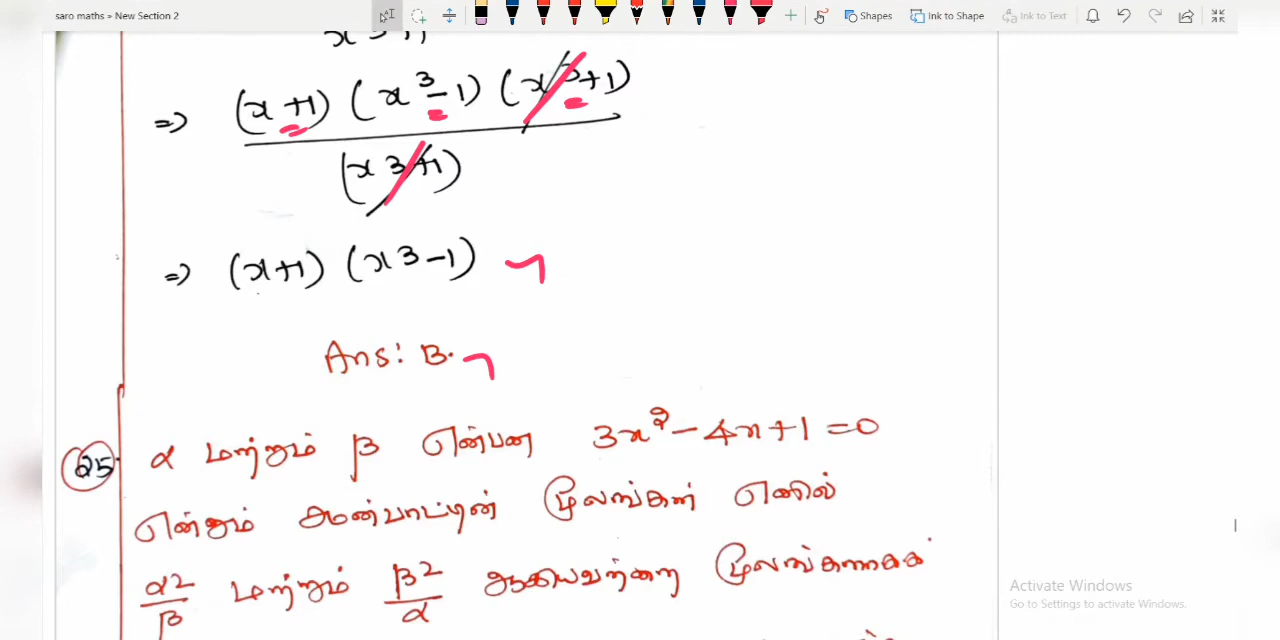 saro maths » New Section 2
Shapes Ink to Shape Ink to Text
=> (x+1) (x³-1) (x³+1)
(x3+1)
=> (x+1) (x3-1)
Ans: B.
25 α மற்றும் β என்பன 3x²-4x+1=0
என்னும் சமன்பாட்டின் மூலங்கள் எனில்
α2/β மற்றும் β2/α ஆகியவற்றை மூலங்களாகக்
Activate Windows
Go to Settings to activate Windows.